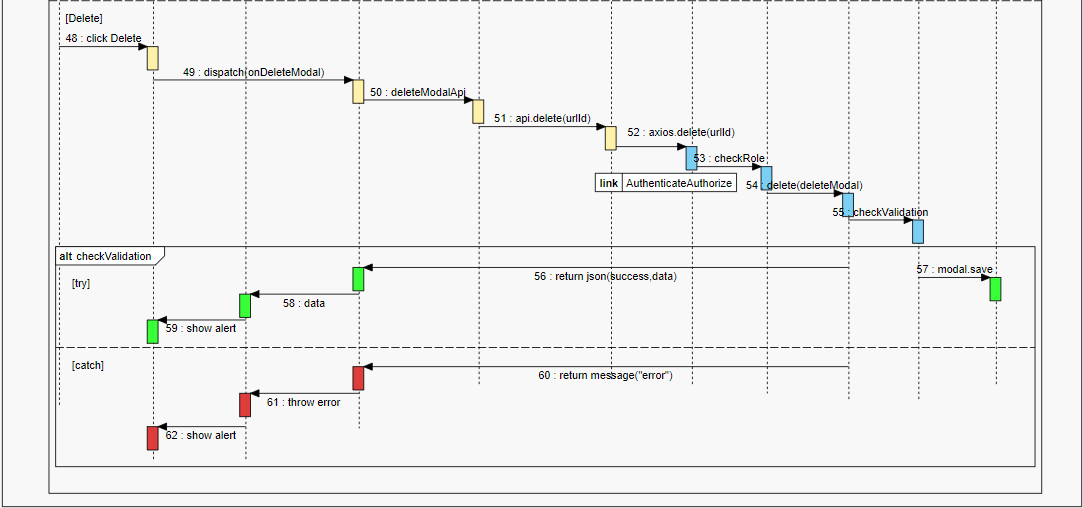 [Delete]
48 : click Delete
49 : dispatch(onDeleteModal)
50 : deleteModalApi
51 : api.delete(urlId)
52 : axios.delete(urlId)
53 : checkRole
link AuthenticateAuthorize
54 : delete(deleteModal)
55 : checkValidation
alt checkValidation
56 : return json(success,data)
57 : modal.save
[try]
58 : data
59 : show alert
[catch]
60 : return message("error")
61 : throw error
62 : show alert